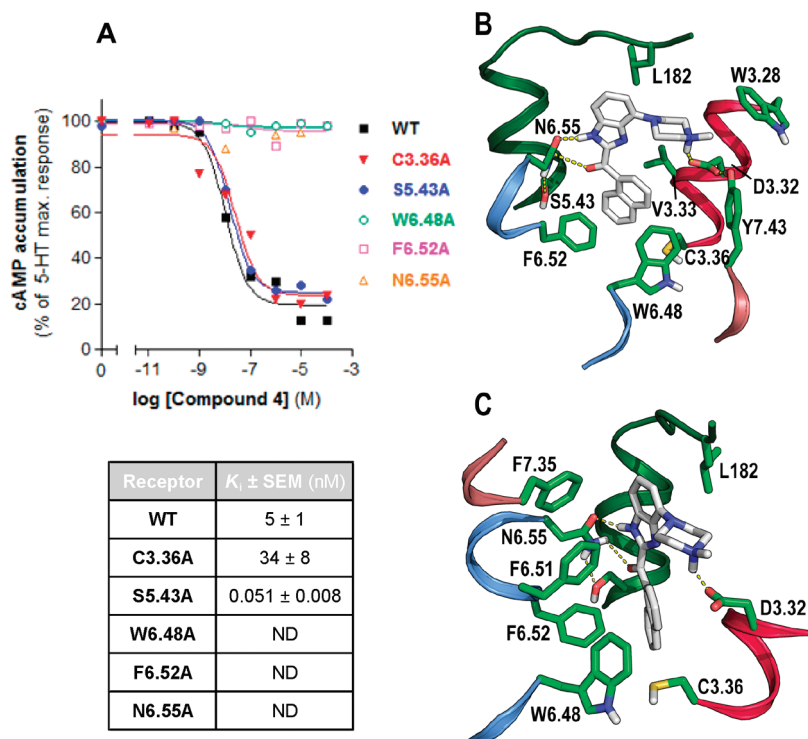 A
cAMP accumulation
(% of 5-HT max. response)
100
80
60
40
20
0
0
-11
-9
-7
-5
-3
log [Compound 4] (M)
WT
C3.36A
S5.43A
W6.48A
F6.52A
N6.55A
Receptor Ki ± SEM (nM)
WT 5 ± 1
C3.36A 34 ± 8
S5.43A 0.051 ± 0.008
W6.48A ND
F6.52A ND
N6.55A ND
B
L182
W3.28
N6.55
D3.32
S5.43
V3.33
Y7.43
F6.52
C3.36
W6.48
C
F7.35
L182
N6.55
F6.51
D3.32
F6.52
C3.36
W6.48